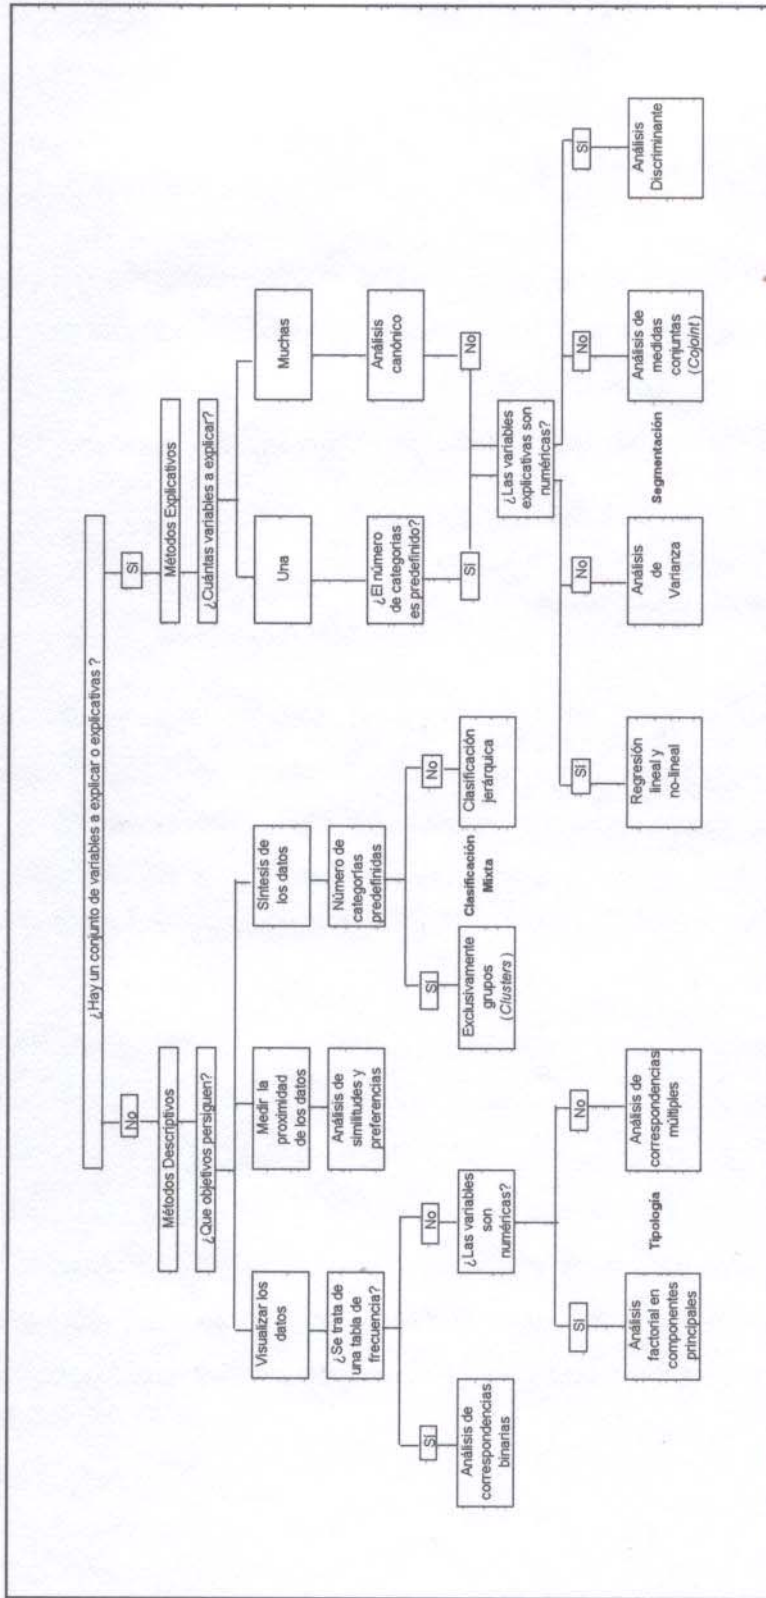 ¿Hay un conjunto de variables a explicar o explicativas ?
No
Métodos Descriptivos
¿Que objetivos persiguen?
Visualizar los
datos
¿Se trata de
una tabla de
frecuencia?
Sí
Análisis de
correspondencias
binarias
No
¿Las variables
son
numéricas?
Sí
Análisis
factorial en
componentes
principales
Tipología
No
Análisis de
correspondencias
múltiples
Medir la
proximidad
de los datos
Análisis de
similitudes y
preferencias
Síntesis de
los datos
Número de
categorías
predefinidas
Sí
Exclusivamente
grupos
(Clusters )
Clasificación
Mixta
No
Clasificación
jerárquica
Si
Métodos Explicativos
¿Cuántas variables a explicar?
Una
¿El número
de categorías
es predefinido?
Muchas
Análisis
canónico
Si
No
¿Las variables
explicativas son
numéricas?
Si
Regresión
lineal y
no-lineal
No
Análisis
de
Varianza
Segmentación
No
Análisis de
medidas
conjuntas
(Cojoint)
Si
Análisis
Discriminante